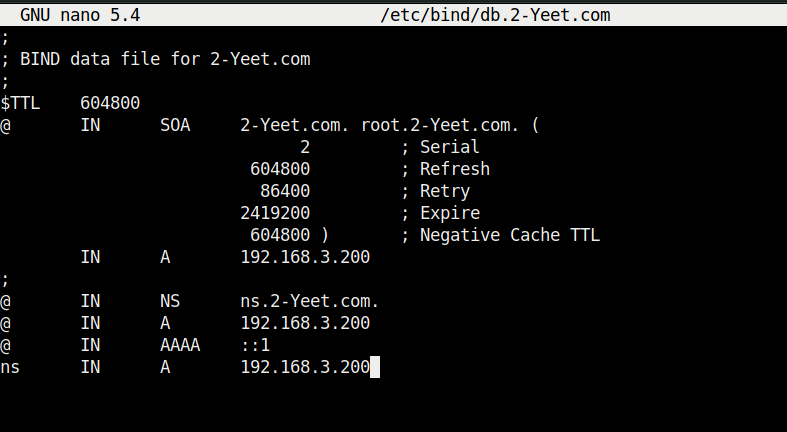 GNU nano 5.4 /etc/bind/db.2-Yeet.com
;
; BIND data file for 2-Yeet.com
;
$TTL 604800
@ IN SOA 2-Yeet.com. root.2-Yeet.com. (
2 ; Serial
604800 ; Refresh
86400 ; Retry
2419200 ; Expire
604800 ) ; Negative Cache TTL
IN A 192.168.3.200
;
@ IN NS ns.2-Yeet.com.
@ IN A 192.168.3.200
@ IN AAAA ::1
ns IN A 192.168.3.200